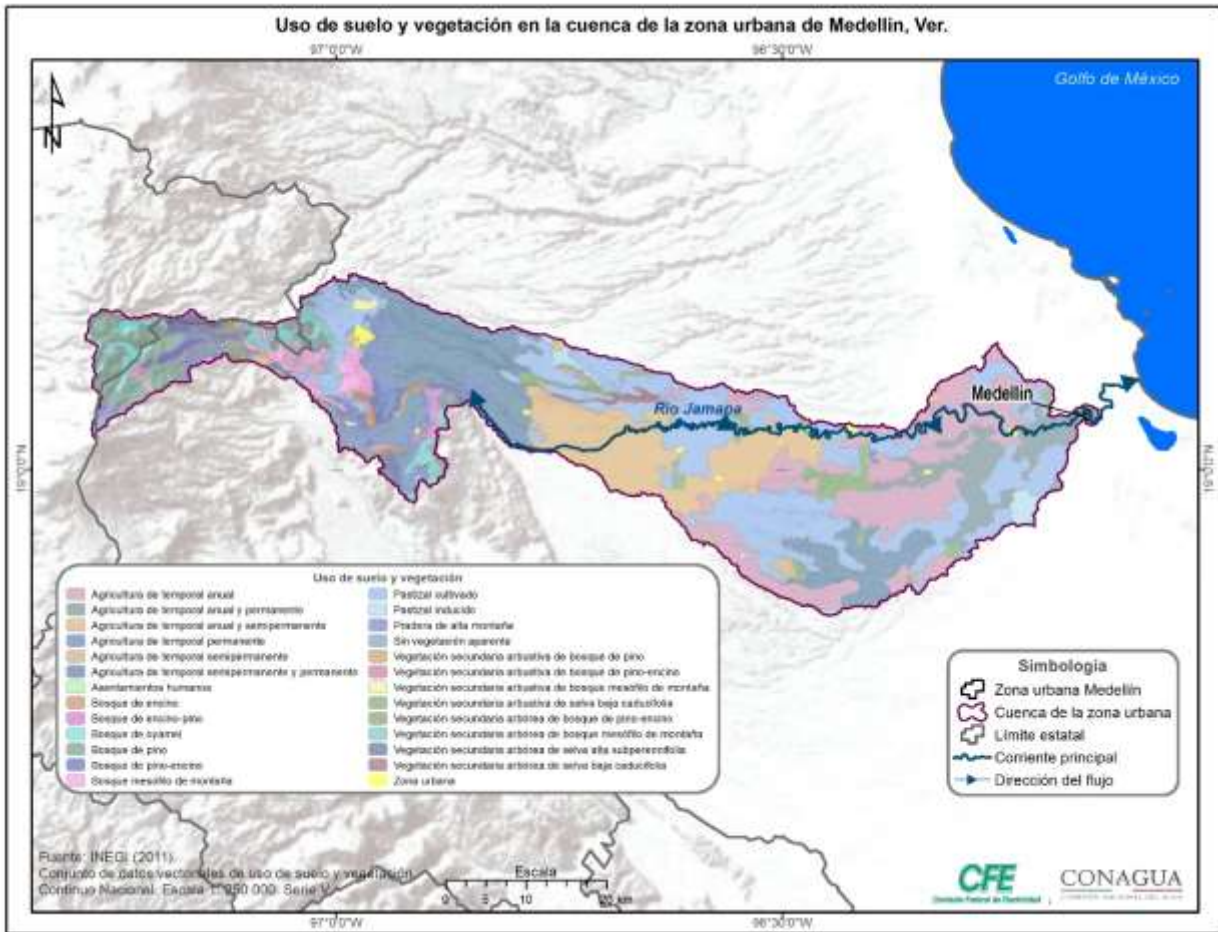 Uso de suelo y vegetación en la cuenca de la zona urbana de Medellín, Ver.
97°0'0"W
96°30'0"W
Golfo de México
N
Medellín
Río Jamapa
19°0'0"N
19°0'0"N
Uso de suelo y vegetación
Agricultura de temporal anual
Agricultura de temporal anual y permanente
Agricultura de temporal anual y semipermanente
Agricultura de temporal permanente
Agricultura de temporal semipermanente
Agricultura de temporal semipermanente y permanente
Asentamientos humanos
Bosque de encino
Bosque de encino-pino
Bosque de oyamel
Bosque de pino
Bosque de pino-encino
Bosque mesófilo de montaña
Pastizal cultivado
Pastizal inducido
Pradera de alta montaña
Sin vegetación aparente
Vegetación secundaria arbustiva de bosque de pino
Vegetación secundaria arbustiva de bosque de pino-encino
Vegetación secundaria arbustiva de bosque mesófilo de montaña
Vegetación secundaria arbustiva de selva baja caducifolia
Vegetación secundaria arbórea de bosque de pino-encino
Vegetación secundaria arbórea de bosque mesófilo de montaña
Vegetación secundaria arbórea de selva alta subperennifolia
Vegetación secundaria arbórea de selva baja caducifolia
Zona urbana
Simbología
Zona urbana Medellín
Cuenca de la zona urbana
Límite estatal
Corriente principal
Dirección del flujo
Fuente: INEGI (2011).
Conjunto de datos vectoriales de uso de suelo y vegetación
Continuo Nacional. Escala 1: 250 000. Serie V
Escala
0 5 10 20 km
CFE
Comisión Federal de Electricidad
CONAGUA
COMISIÓN NACIONAL DEL AGUA
97°0'0"W
96°30'0"W